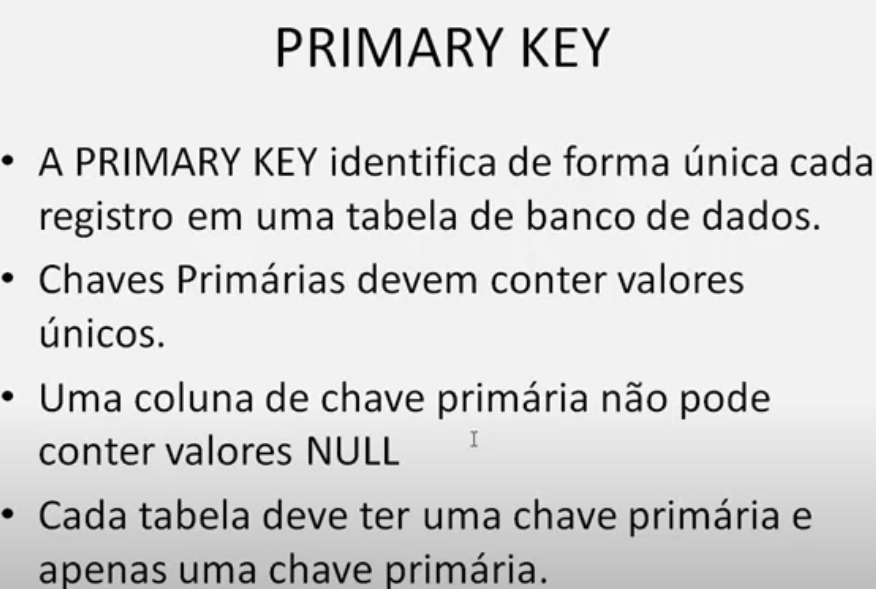 PRIMARY KEY
• A PRIMARY KEY identifica de forma única cada
registro em uma tabela de banco de dados.
• Chaves Primárias devem conter valores
únicos.
• Uma coluna de chave primária não pode
conter valores NULL
• Cada tabela deve ter uma chave primária e
apenas uma chave primária.